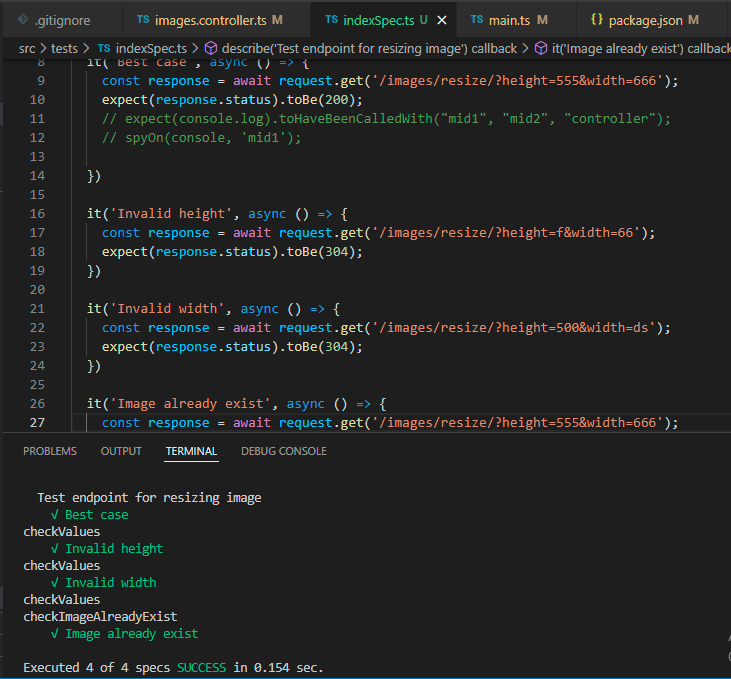 .gitignore TS images.controller.ts M TS indexSpec.ts U × TS main.ts M {} package.json M
src > tests > TS indexSpec.ts > describe('Test endpoint for resizing image') callback > it('Image already exist') callback
8 it('Best case', async () => {
9 const response = await request.get('/images/resize/?height=555&width=666');
10 expect(response.status).toBe(200);
11 // expect(console.log).toHaveBeenCalledWith("mid1", "mid2", "controller");
12 // spyOn(console, 'mid1');
13
14 })
15
16 it('Invalid height', async () => {
17 const response = await request.get('/images/resize/?height=f&width=66');
18 expect(response.status).toBe(304);
19 })
20
21 it('Invalid width', async () => {
22 const response = await request.get('/images/resize/?height=500&width=ds');
23 expect(response.status).toBe(304);
24 })
25
26 it('Image already exist', async () => {
27 const response = await request.get('/images/resize/?height=555&width=666');
PROBLEMS OUTPUT TERMINAL DEBUG CONSOLE
Test endpoint for resizing image
√ Best case
checkValues
√ Invalid height
checkValues
√ Invalid width
checkValues
checkImageAlreadyExist
√ Image already exist
Executed 4 of 4 specs SUCCESS in 0.154 sec.